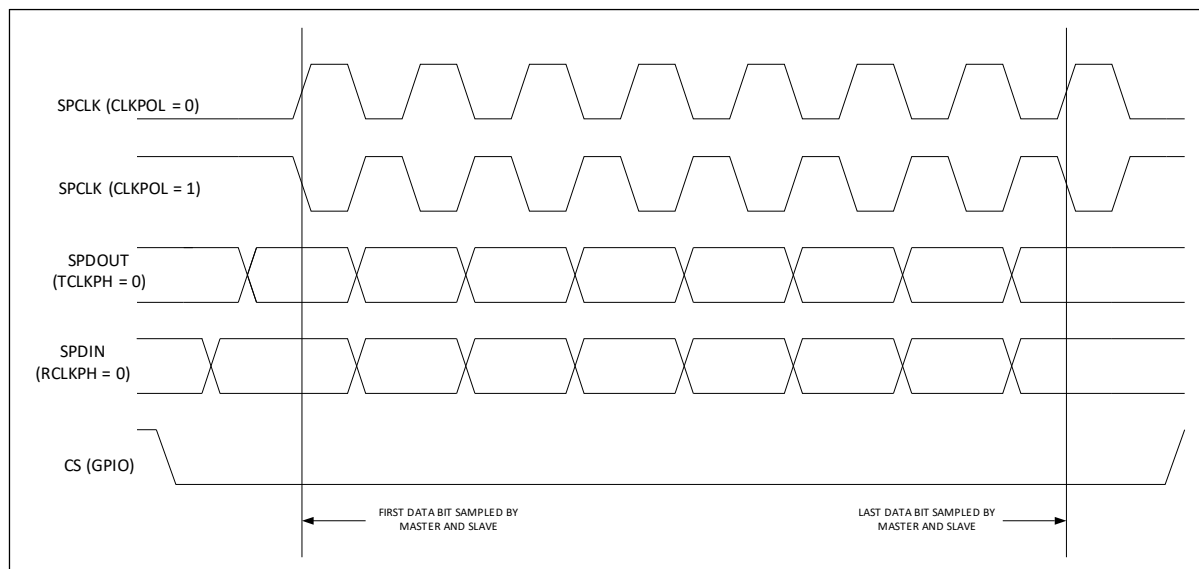 SPCLK (CLKPOL = 0)
SPCLK (CLKPOL = 1)
SPDOUT
(TCLKPH = 0)
SPDIN
(RCLKPH = 0)
CS (GPIO)
FIRST DATA BIT SAMPLED BY
MASTER AND SLAVE
LAST DATA BIT SAMPLED BY
MASTER AND SLAVE